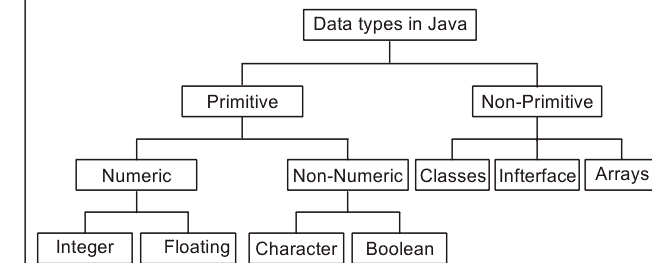 Data types in Java
Primitive
Non-Primitive
Numeric
Non-Numeric
Classes
Infterface
Arrays
Integer
Floating
Character
Boolean